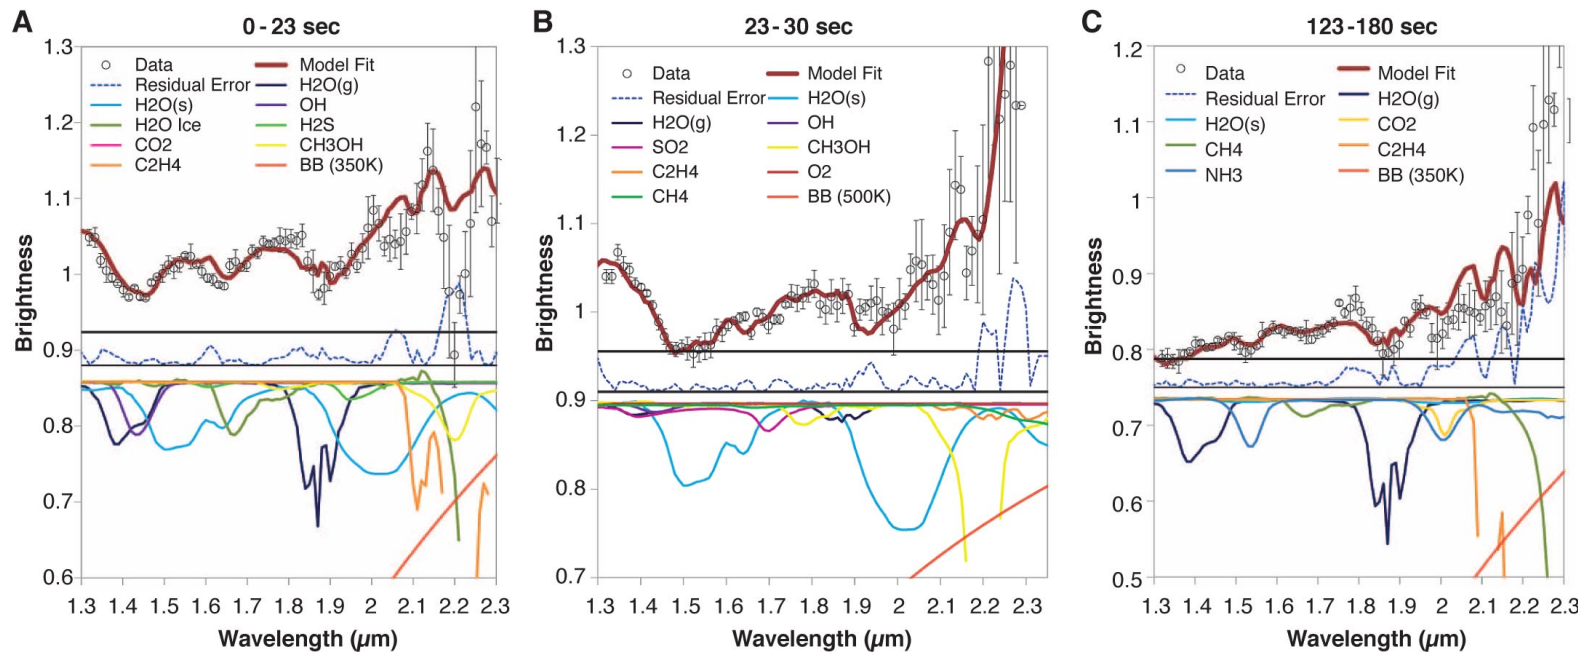 A
0-23 sec
Brightness
1.3
1.2
1.1
1
0.9
0.8
0.7
0.6
Data
Model Fit
Residual Error
H2O(g)
H2O(s)
OH
H2O Ice
H2S
CO2
CH3OH
C2H4
BB (350K)
1.3 1.4 1.5 1.6 1.7 1.8 1.9 2 2.1 2.2 2.3
Wavelength (µm)
B
23-30 sec
Brightness
1.3
1.2
1.1
1
0.9
0.8
0.7
Data
Model Fit
Residual Error
H2O(s)
H2O(g)
OH
SO2
CH3OH
C2H4
O2
CH4
BB (500K)
1.3 1.4 1.5 1.6 1.7 1.8 1.9 2 2.1 2.2 2.3
Wavelength (µm)
C
123-180 sec
Brightness
1.2
1.1
1
0.9
0.8
0.7
0.6
0.5
Data
Model Fit
Residual Error
H2O(g)
H2O(s)
CO2
CH4
C2H4
NH3
BB (350K)
1.3 1.4 1.5 1.6 1.7 1.8 1.9 2 2.1 2.2 2.3
Wavelength (µm)